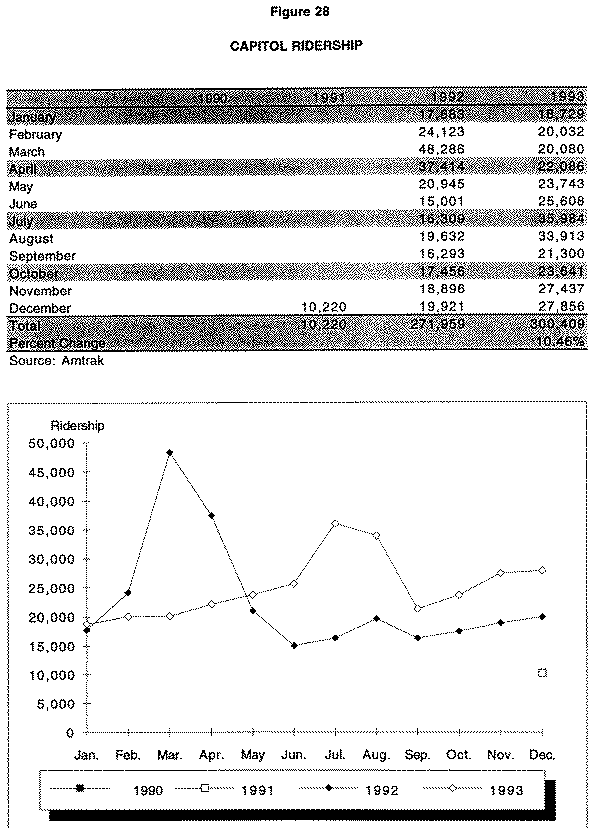 Figure 28
CAPITOL RIDERSHIP
1990 1991 1992 1993
January 17,683 18,729
February 24,123 20,032
March 48,286 20,080
April 37,414 22,086
May 20,945 23,743
June 15,001 25,608
July 16,309 35,984
August 19,632 33,913
September 16,293 21,300
October 17,456 23,641
November 18,896 27,437
December 10,220 19,921 27,856
Total 10,220 271,959 300,409
Percent Change 10.46%
Source: Amtrak
Ridership
50,000
45,000
40,000
35,000
30,000
25,000
20,000
15,000
10,000
5,000
0
Jan. Feb. Mar. Apr. May Jun. Jul. Aug. Sep. Oct. Nov. Dec.
1990 1991 1992 1993